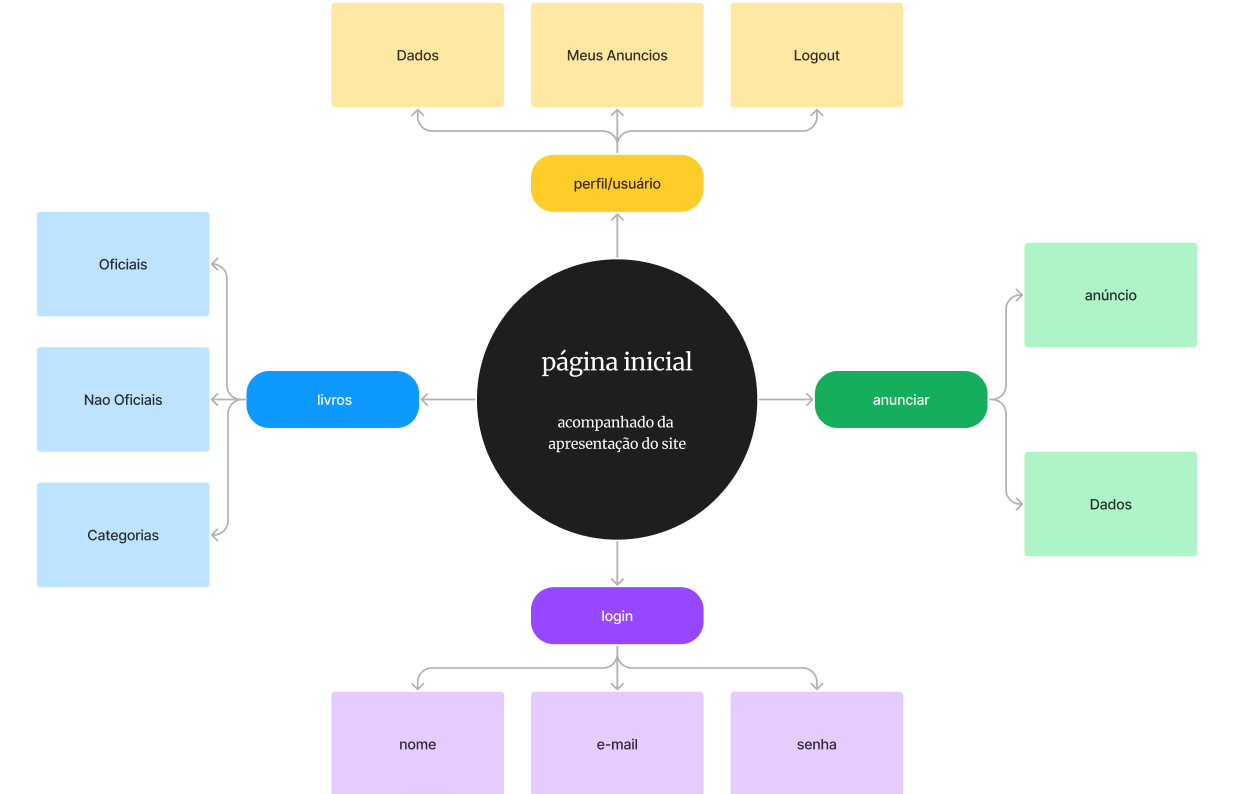 Dados
Meus Anuncios
Logout
perfil/usuário
Oficiais
Nao Oficiais
Categorias
livros
página inicial
acompanhado da
apresentação do site
anunciar
anúncio
Dados
login
nome
e-mail
senha